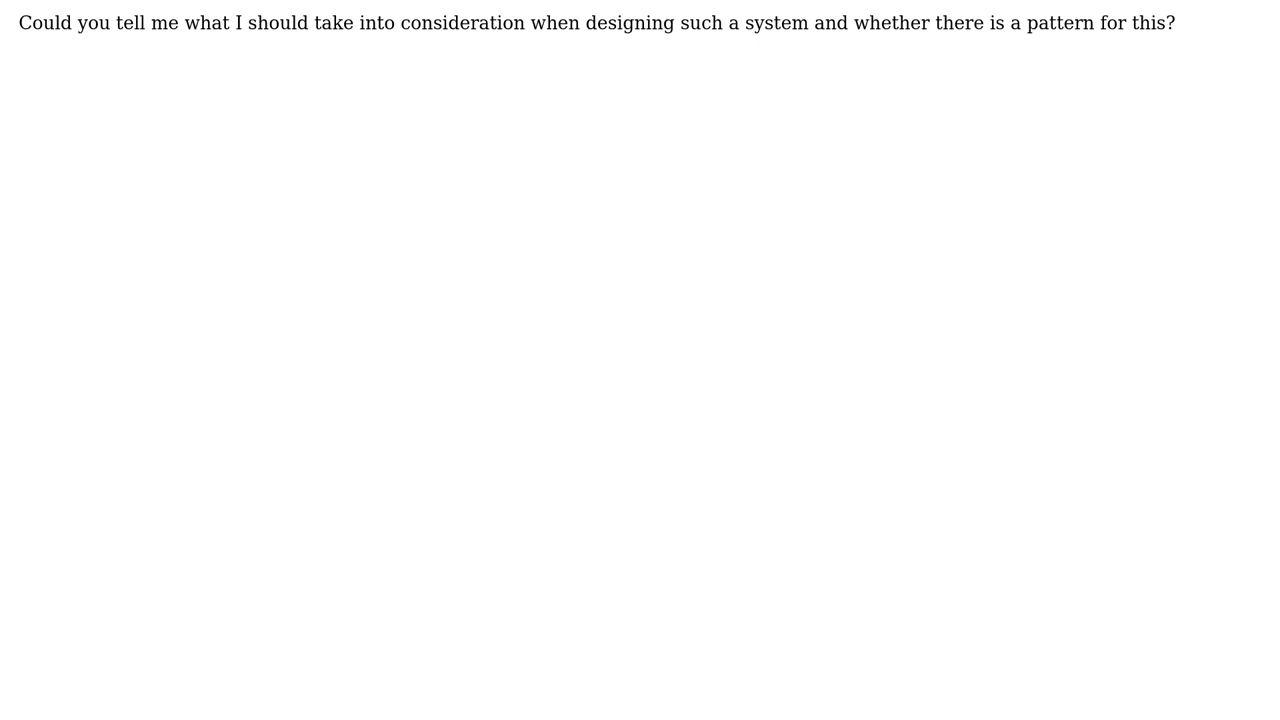 Could you tell me what I should take into consideration when designing such a system and whether there is a pattern for this?